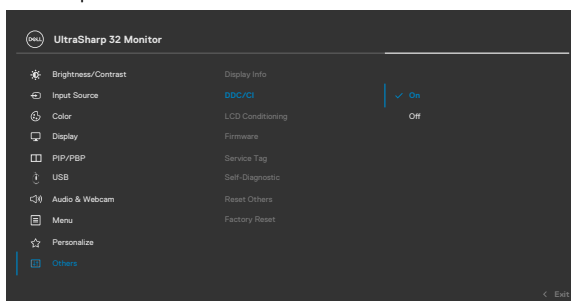 DELL UltraSharp 32 Monitor
Brightness/Contrast Display Info
Input Source DDC/CI On
Color LCD Conditioning Off
Display Firmware
PIP/PBP Service Tag
USB Self-Diagnostic
Audio & Webcam Reset Others
Menu Factory Reset
Personalize
Others
Exit